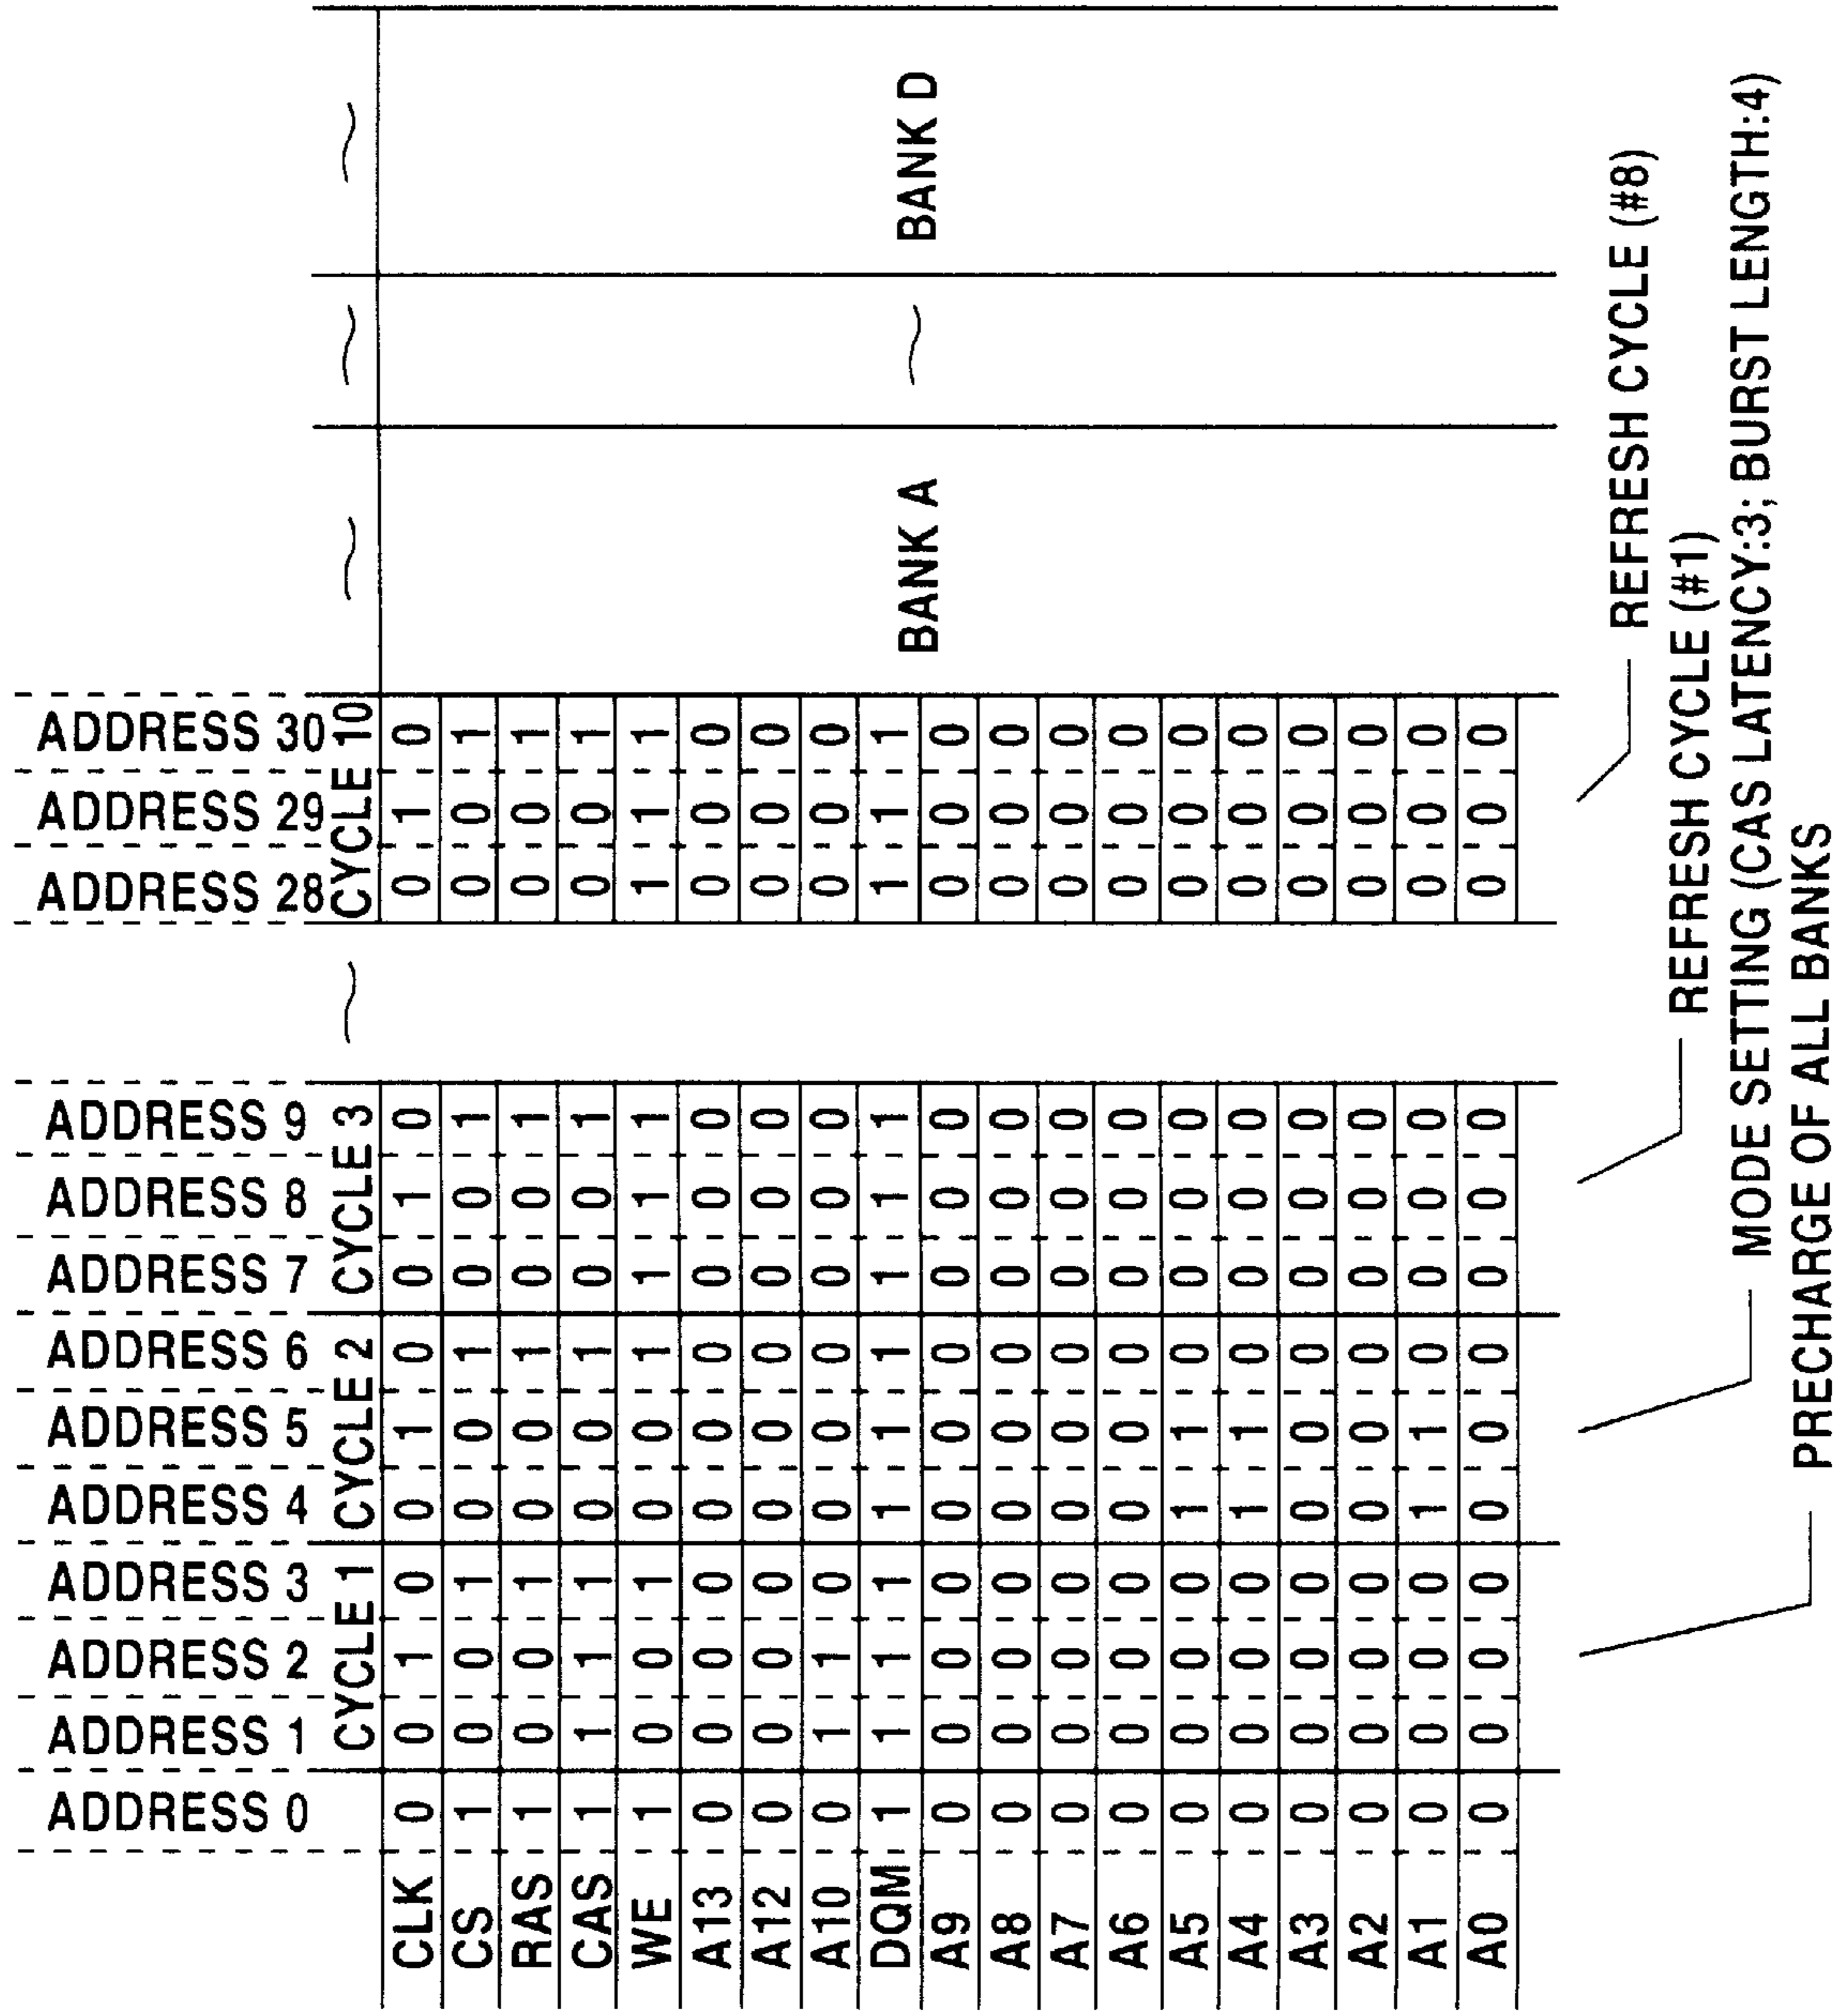 ADDRESS 0 ADDRESS 1 ADDRESS 2 ADDRESS 3 ADDRESS 4 ADDRESS 5 ADDRESS 6 ADDRESS 7 ADDRESS 8 ADDRESS 9 ADDRESS 28 ADDRESS 29 ADDRESS 30
CYCLE 1 CYCLE 2 CYCLE 3 ~ CYCLE 10 ~ ~ ~
CLK 0 0 1 0 0 1 0 0 1 0 0 1 0
CS 1 0 0 1 0 0 1 0 0 1 0 0 1
RAS 1 0 0 1 0 0 1 0 0 1 0 0 1
CAS 1 1 1 1 0 0 1 0 0 1 0 0 1
WE 1 0 0 1 0 0 1 1 1 1 1 1 1
A13 0 0 0 0 0 0 0 0 0 0 0 0 0
A12 0 0 0 0 0 0 0 0 0 0 0 0 0
A10 0 1 1 0 0 0 0 0 0 0 0 0 0
DQM 1 1 1 1 1 1 1 1 1 1 1 1 1 BANK A ~ BANK D
A9 0 0 0 0 0 0 0 0 0 0 0 0 0
A8 0 0 0 0 0 0 0 0 0 0 0 0 0
A7 0 0 0 0 0 0 0 0 0 0 0 0 0
A6 0 0 0 0 0 0 0 0 0 0 0 0 0
A5 0 0 0 0 1 1 0 0 0 0 0 0 0
A4 0 0 0 0 1 1 0 0 0 0 0 0 0
A3 0 0 0 0 0 0 0 0 0 0 0 0 0
A2 0 0 0 0 0 0 0 0 0 0 0 0 0
A1 0 0 0 0 1 1 0 0 0 0 0 0 0
A0 0 0 0 0 0 0 0 0 0 0 0 0 0
REFRESH CYCLE (#8)
REFRESH CYCLE (#1)
MODE SETTING (CAS LATENCY:3; BURST LENGTH:4)
PRECHARGE OF ALL BANKS